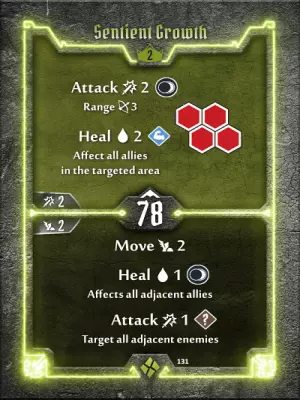 Sentient Growth
2
Attack 2
Range 3
Heal 2
Affect all allies
in the targeted area
2
78
2
Move 2
Heal 1
Affects all adjacent allies
Attack 1 ?
Target all adjacent enemies
131